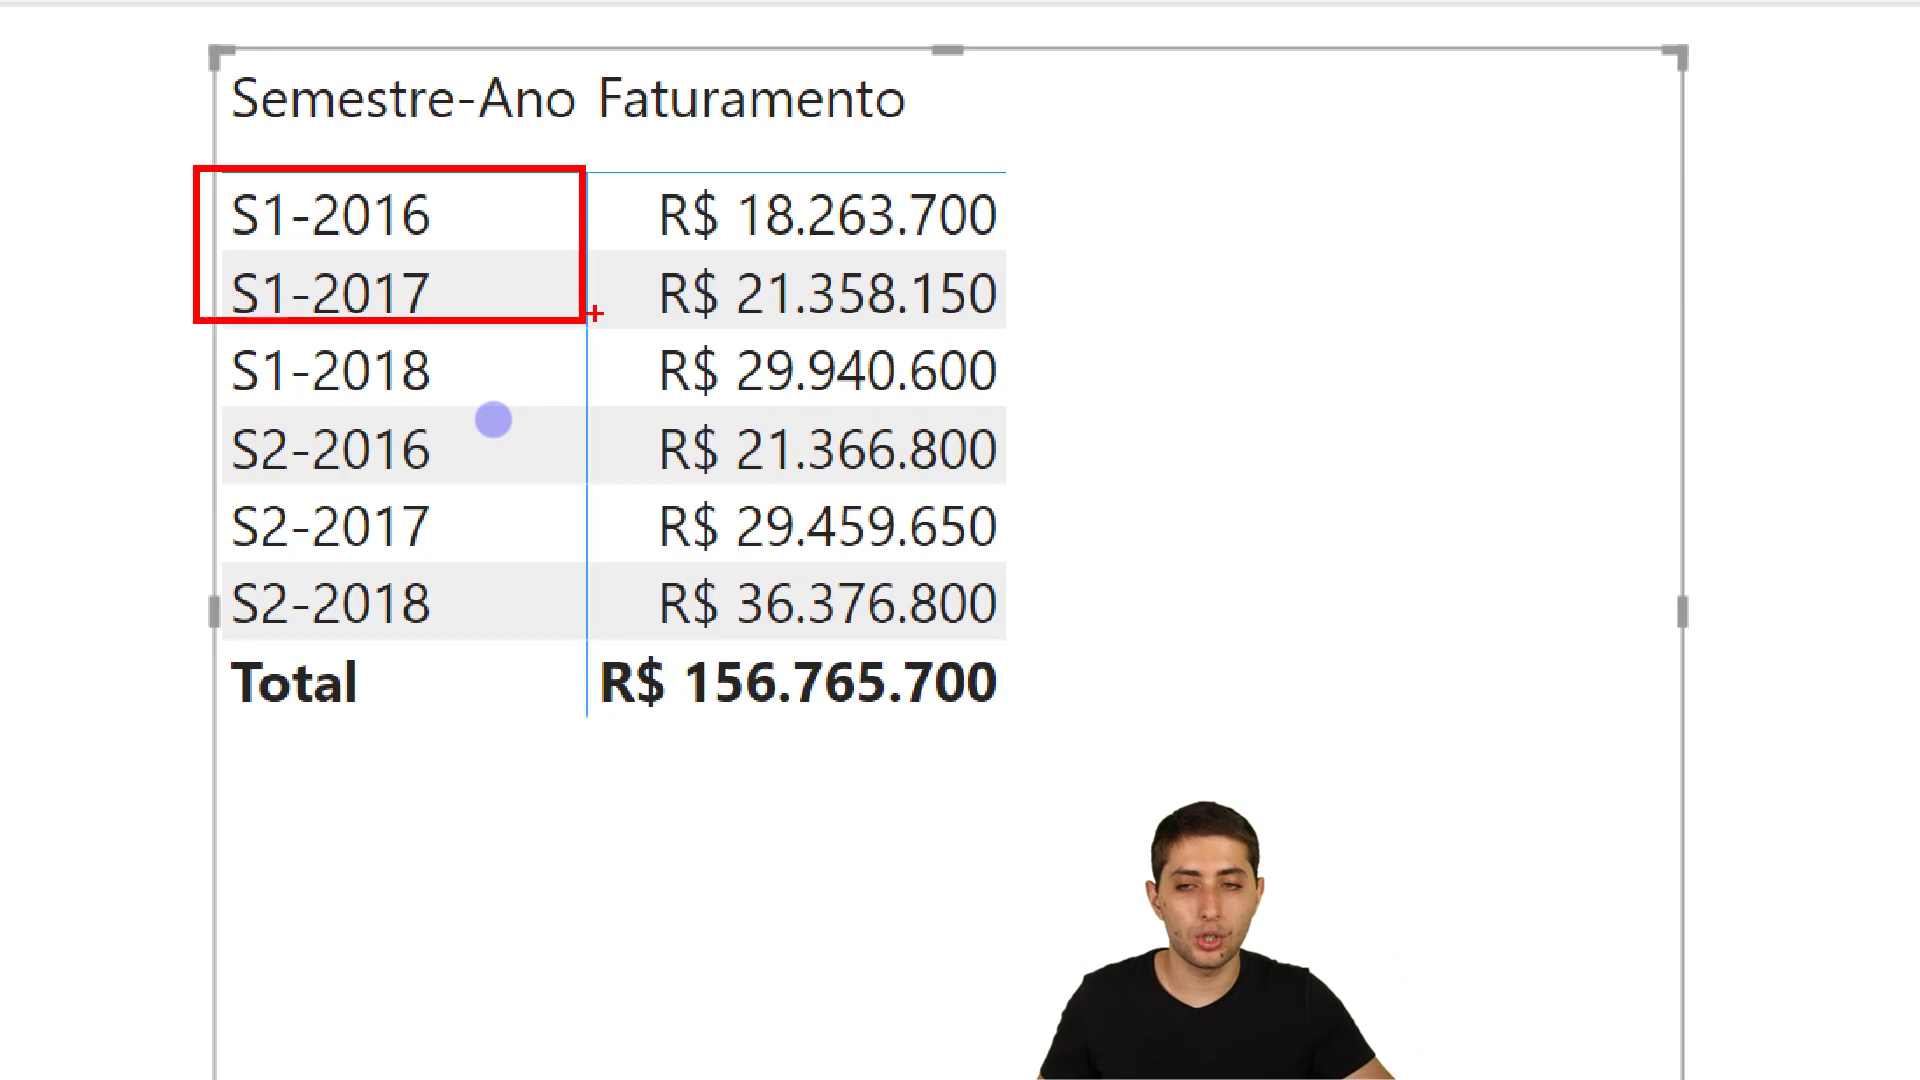 Semestre-Ano Faturamento
S1-2016 R$ 18.263.700
S1-2017 R$ 21.358.150
S1-2018 R$ 29.940.600
S2-2016 R$ 21.366.800
S2-2017 R$ 29.459.650
S2-2018 R$ 36.376.800
Total R$ 156.765.700